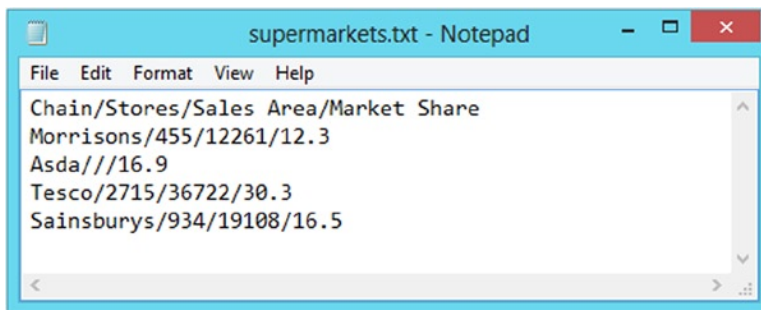 supermarkets.txt - Notepad
File Edit Format View Help
Chain/Stores/Sales Area/Market Share
Morrisons/455/12261/12.3
Asda///16.9
Tesco/2715/36722/30.3
Sainsburys/934/19108/16.5